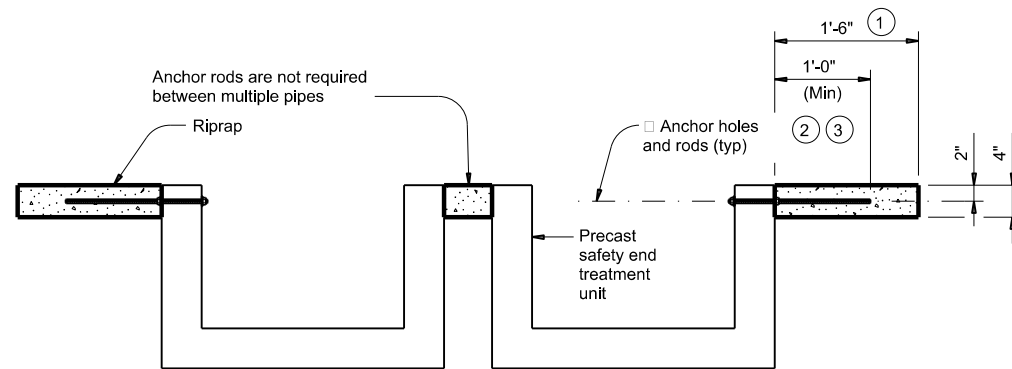 1'-6" ①
1'-0"
(Min)
② ③
Anchor rods are not required
between multiple pipes
Riprap
□ Anchor holes
and rods (typ)
2"
4"
Precast
safety end
treatment
unit